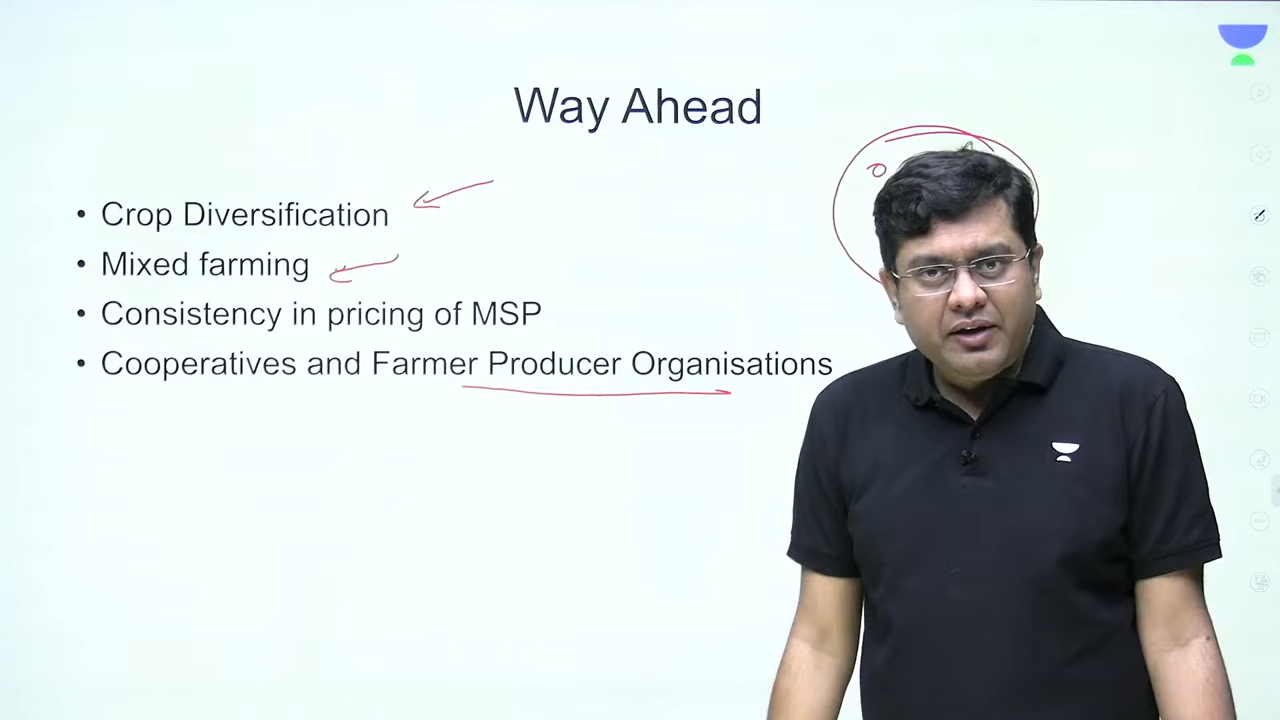 Way Ahead
• Crop Diversification
• Mixed farming
• Consistency in pricing of MSP
• Cooperatives and Farmer Producer Organisations